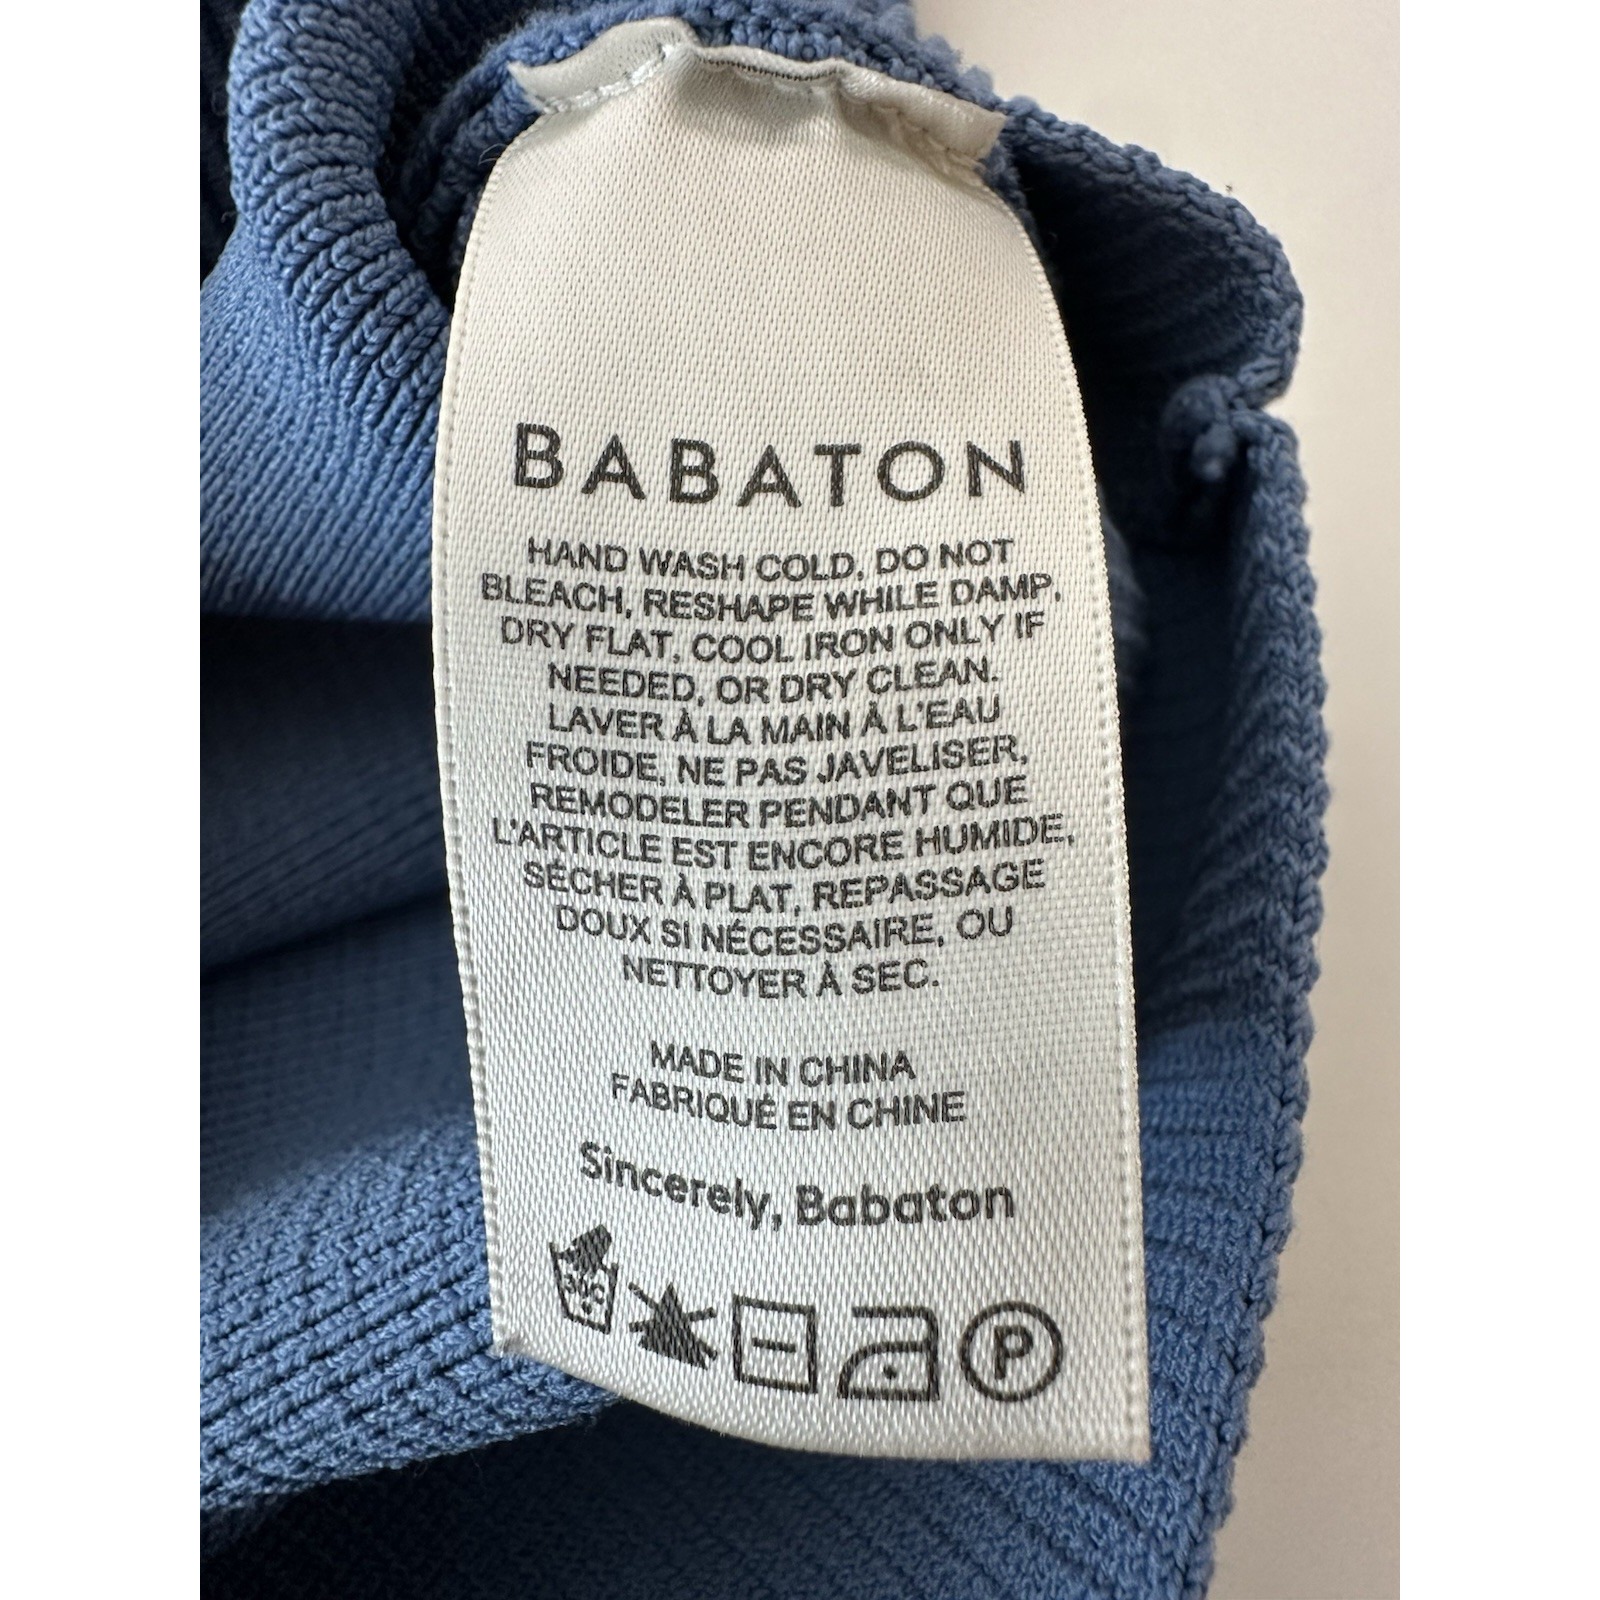 BABATON
HAND WASH COLD, DO NOT
BLEACH, RESHAPE WHILE DAMP,
DRY FLAT, COOL IRON ONLY IF
NEEDED, OR DRY CLEAN.
LAVER À LA MAIN À L'EAU
FROIDE, NE PAS JAVELISER,
REMODELER PENDANT QUE
L'ARTICLE EST ENCORE HUMIDE,
SÉCHER À PLAT, REPASSAGE
DOUX SI NÉCESSAIRE, OU
NETTOYER À SEC.
MADE IN CHINA
FABRIQUÉ EN CHINE
Sincerely, Babaton
30C
P